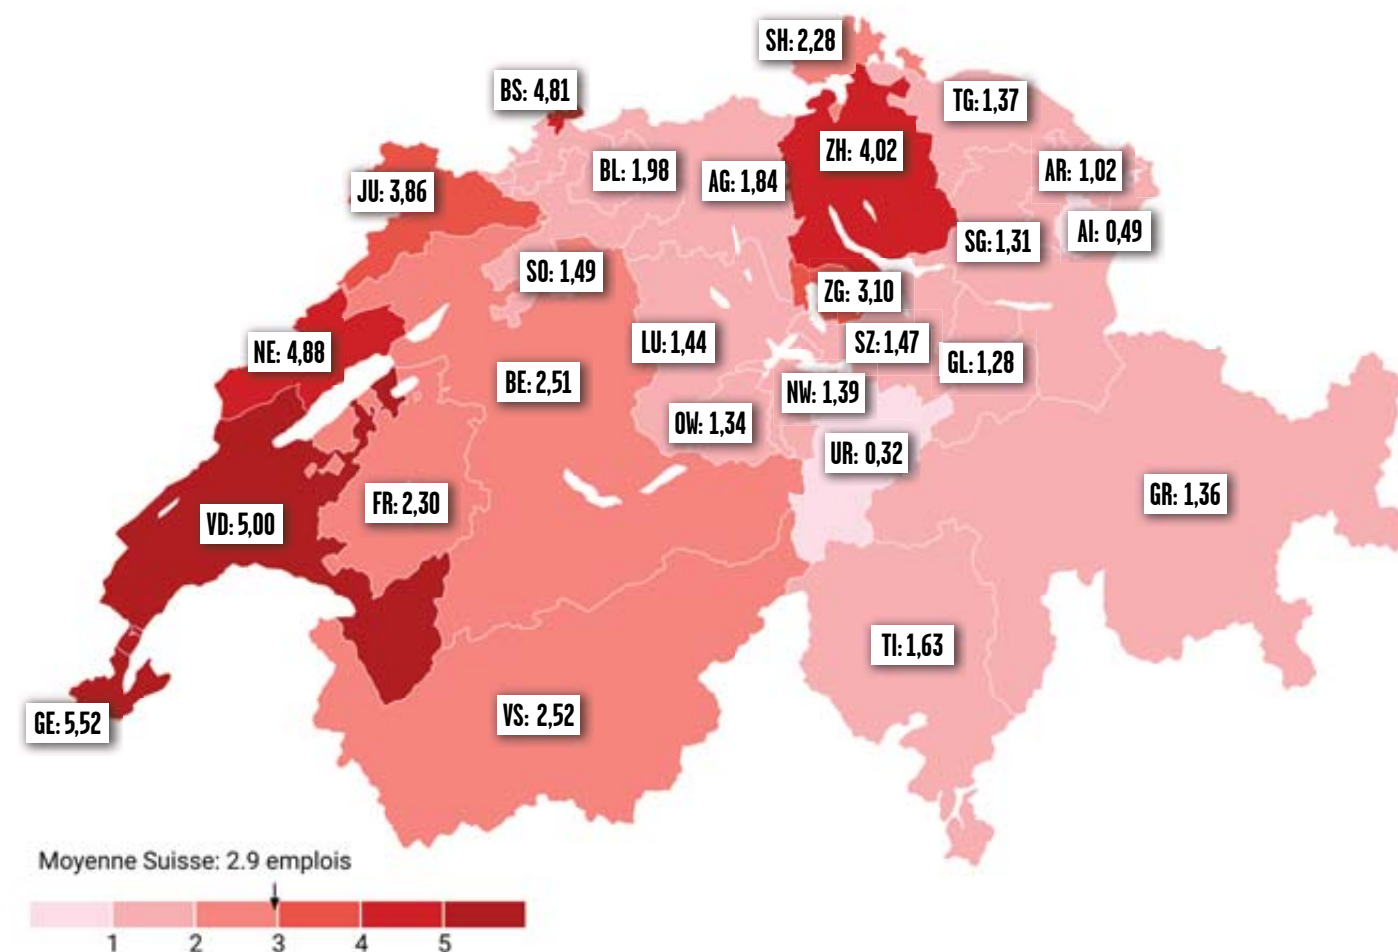 SH: 2,28
BS: 4,81
TG: 1,37
ZH: 4,02
BL: 1,98
AG: 1,84
AR: 1,02
JU: 3,86
AI: 0,49
SG: 1,31
SO: 1,49
ZG: 3,10
NE: 4,88
LU: 1,44
SZ: 1,47
GL: 1,28
BE: 2,51
NW: 1,39
OW: 1,34
UR: 0,32
GR: 1,36
FR: 2,30
VD: 5,00
TI: 1,63
GE: 5,52
VS: 2,52
Moyenne Suisse: 2.9 emplois
1 2 3 4 5